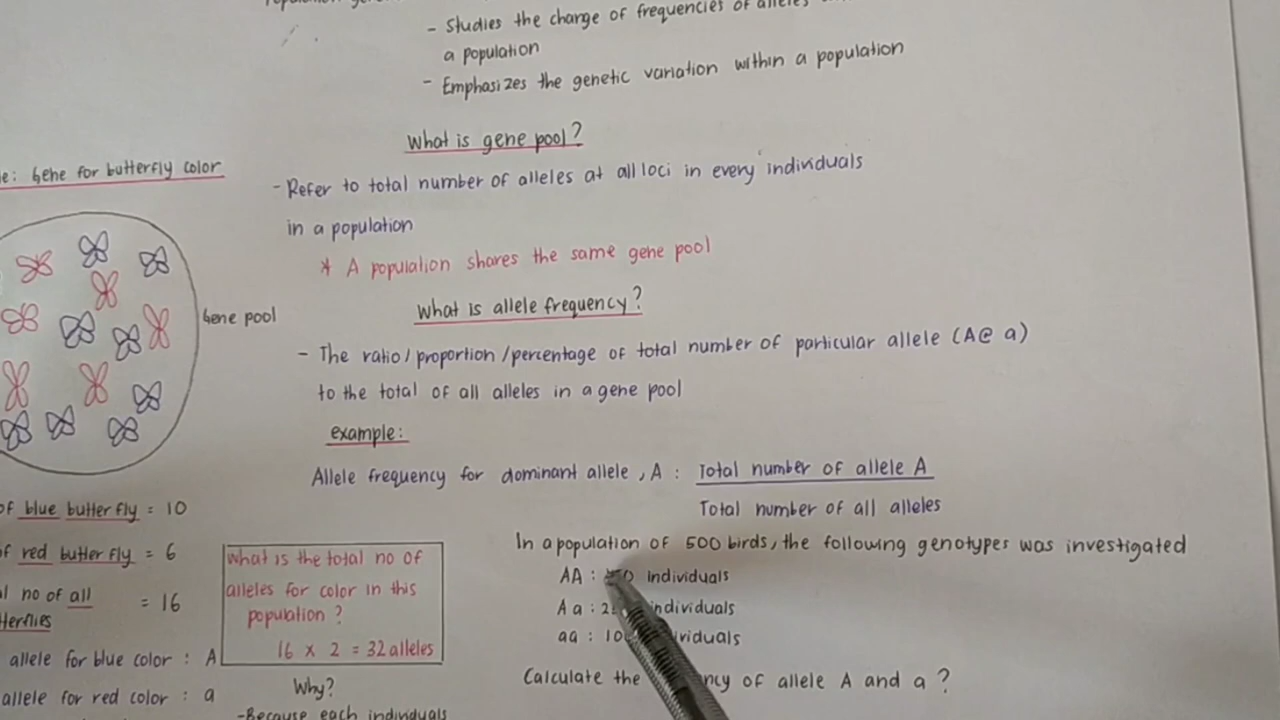 - Studies the change of frequencies of alleles
a population
- Emphasizes the genetic variation within a population
What is gene pool?
- Refer to total number of alleles at all loci in every individuals
in a population
* A population shares the same gene pool
What is allele frequency?
- The ratio/proportion/percentage of total number of particular allele (A@ a)
to the total of all alleles in a gene pool
example:
Allele frequency for dominant allele, A : Total number of allele A
Total number of all alleles
In a population of 500 birds, the following genotypes was investigated
AA : individuals
Aa : individuals
aa : individuals
Calculate the of allele A and a?
e: Gene for butterfly color
Gene pool
of blue butterfly = 10
f red butterfly = 6
l no of all = 16
terflies
allele for blue color : A
allele for red color : a
What is the total no of
alleles for color in this
population?
16 x 2 = 32 alleles
Why?
-Because each individuals